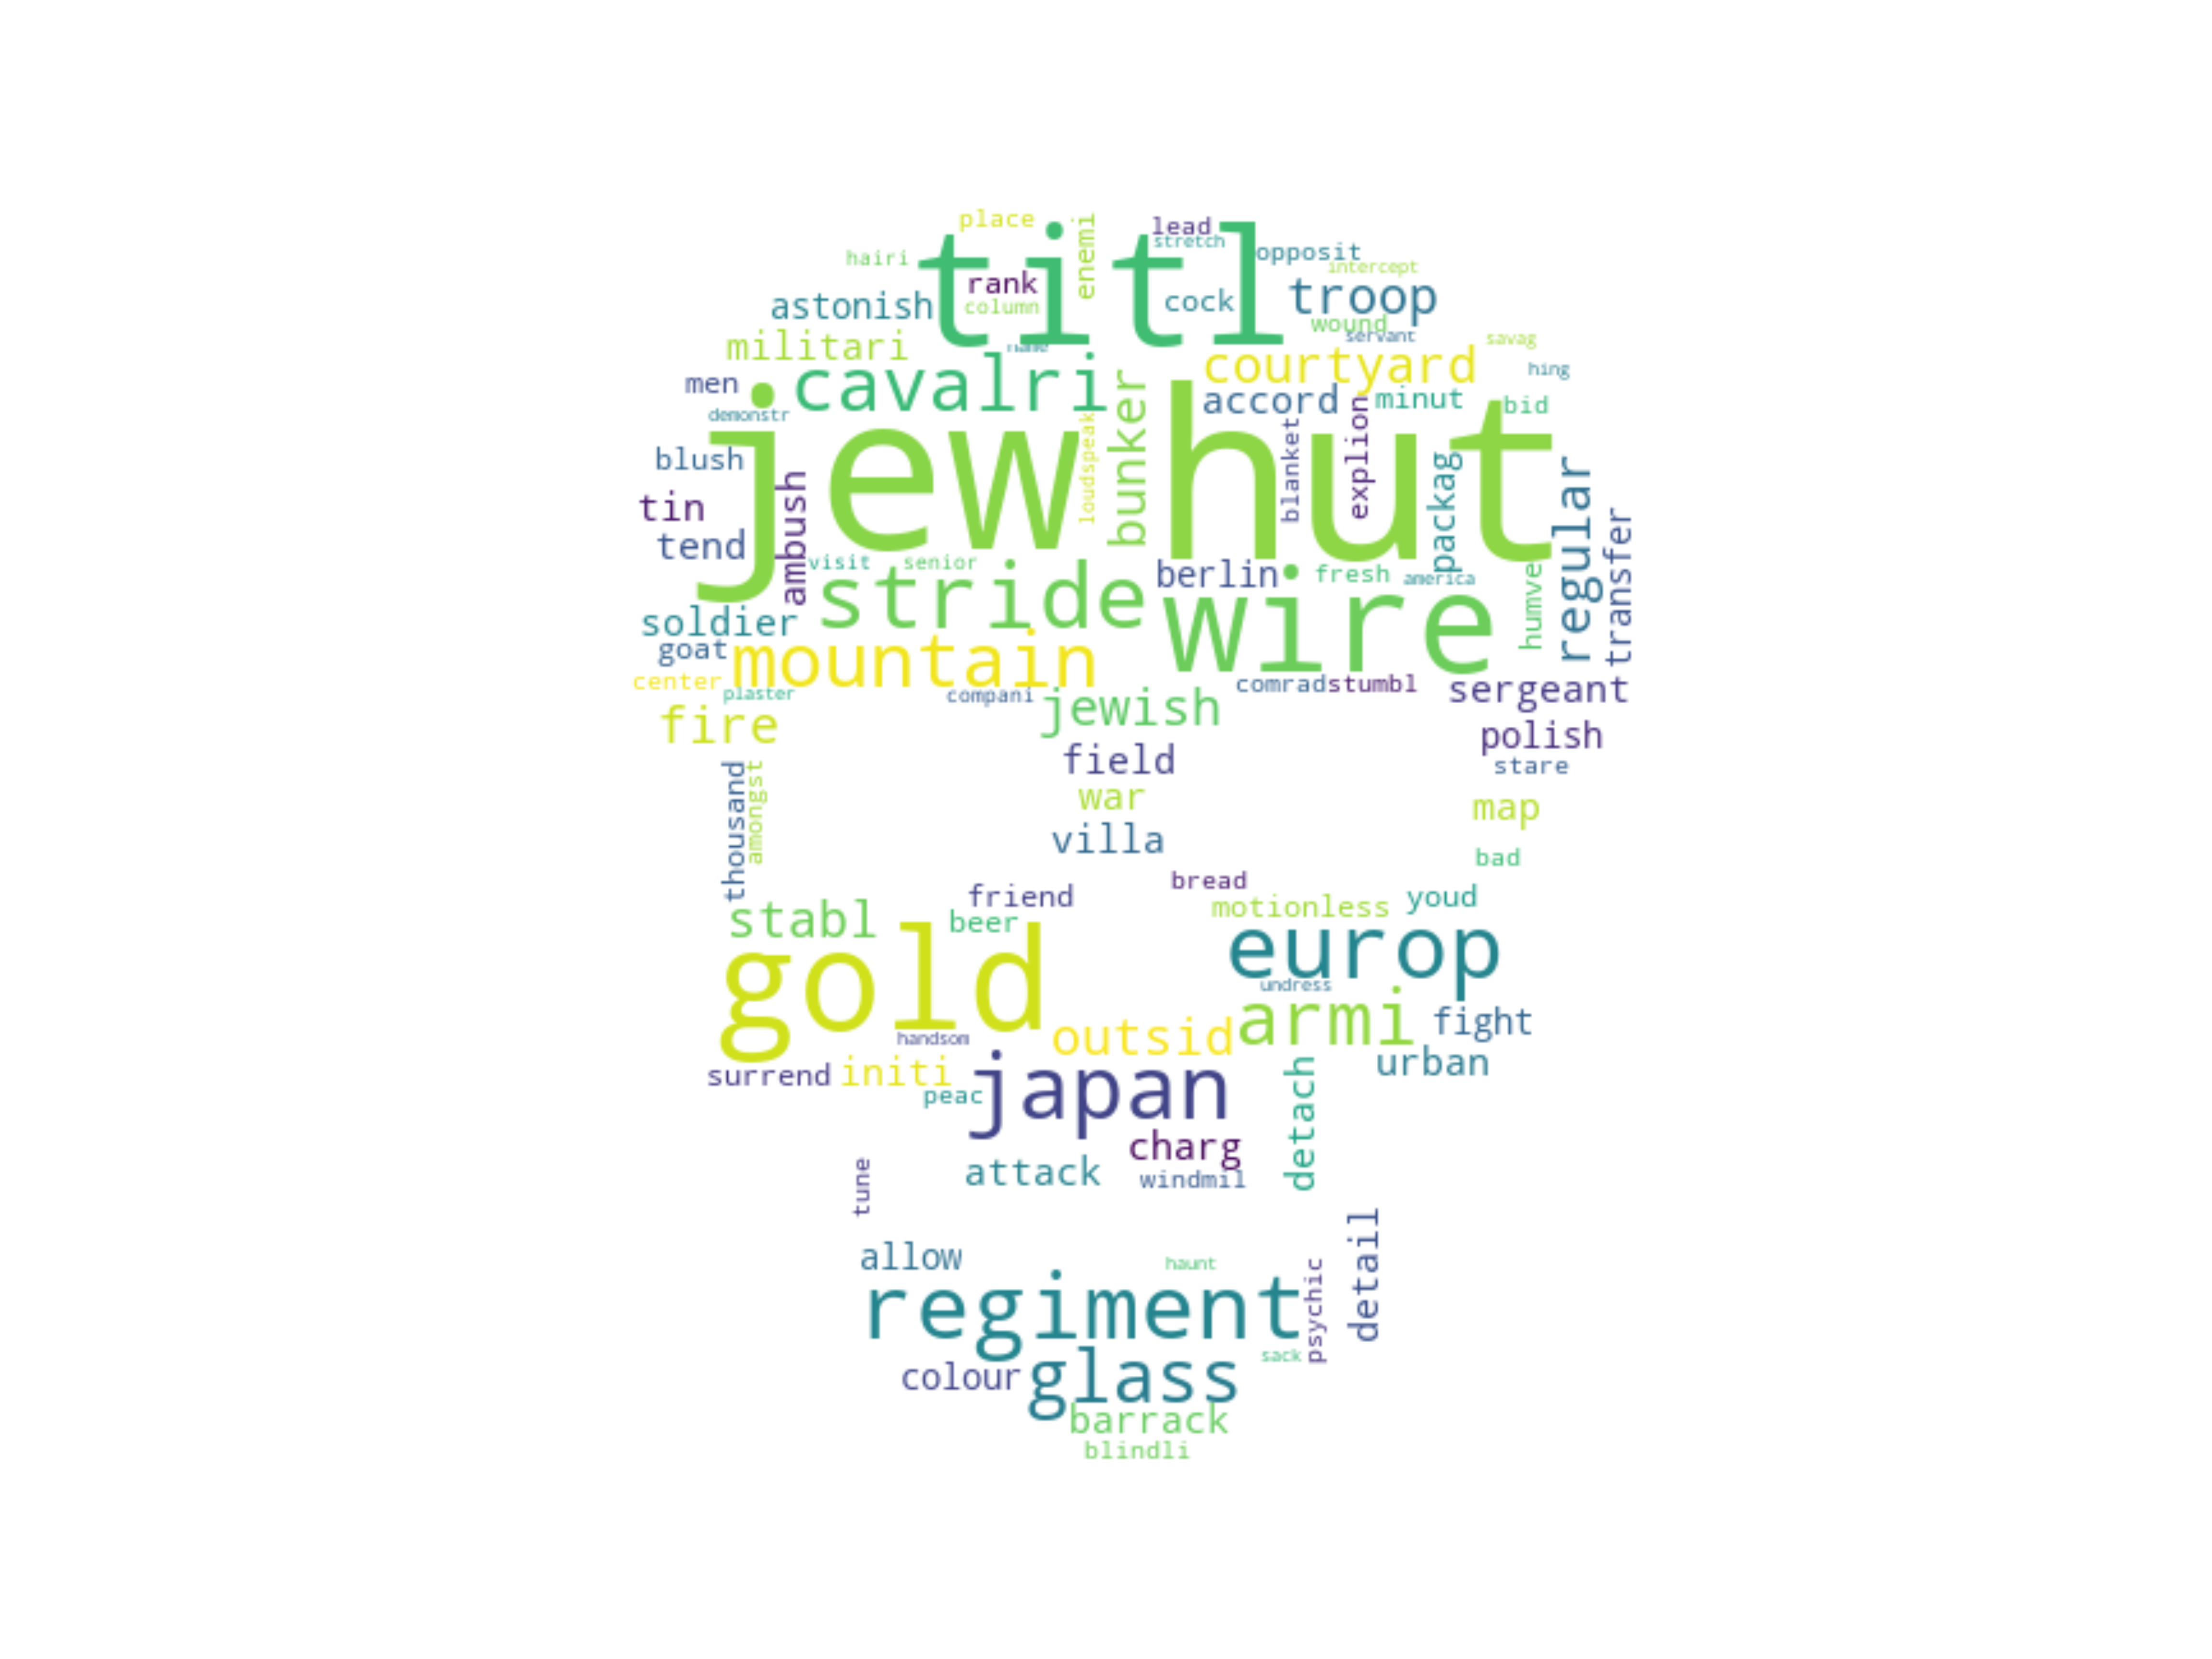 place
enemi
lead
stretch
titl
hairi
opposit
intercept
rank
column
astonish
cock
troop
wound
servant
savag
militari
courtyard
hing
men
cavalri
bunker
accord
minut
bid
demonstr
jew
hut
loudspeak
blanket
explion
packag
blush
regular
tin
ambush
tend
transfer
visit
senior
berlin
fresh
america
humve
stride
wire
soldier
goat
mountain
center
plaster
compani
comrad
stumbl
sergeant
jewish
fire
polish
field
stare
thousand
amongst
war
map
villa
bad
bread
friend
motionless
youd
stabl
beer
gold
europ
undress
armi
fight
handsom
outsid
urban
surrend
initi
japan
peac
detach
charg
attack
windmil
tune
detail
allow
haunt
regiment
psychic
sack
colour
glass
barrack
blindli